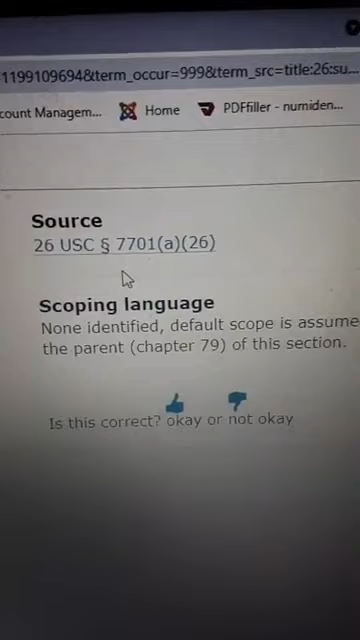 1199109694&term_occur=999&term_src=title:26:su...
count Managem... Home PDFfiller - numiden...
Source
26 USC § 7701(a)(26)
Scoping language
None identified, default scope is assume
the parent (chapter 79) of this section.
Is this correct? okay or not okay